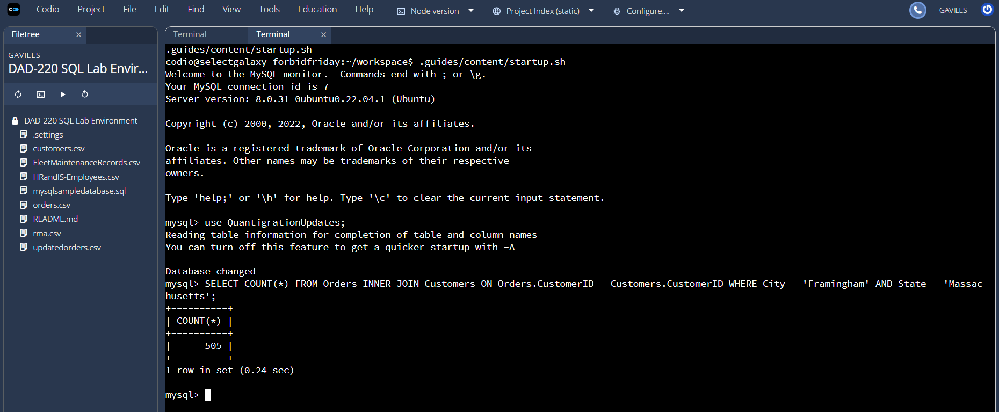 Codio Project File Edit Find View Tools Education Help Node version Project Index (static) Configure.... GAVILES
Filetree
GAVILES
DAD-220 SQL Lab Envir...
DAD-220 SQL Lab Environment
.settings
customers.csv
FleetMaintenanceRecords.csv
HRandIS-Employees.csv
mysqlsampledatabase.sql
orders.csv
README.md
rma.csv
updatedorders.csv
Terminal Terminal
.guides/content/startup.sh
codio@selectgalaxy-forbidfriday:~/workspace$ .guides/content/startup.sh
Welcome to the MySQL monitor.  Commands end with ; or \g.
Your MySQL connection id is 7
Server version: 8.0.31-0ubuntu0.22.04.1 (Ubuntu)
Copyright (c) 2000, 2022, Oracle and/or its affiliates.
Oracle is a registered trademark of Oracle Corporation and/or its
affiliates. Other names may be trademarks of their respective
owners.
Type 'help;' or '\h' for help. Type '\c' to clear the current input statement.
mysql> use QuantigrationUpdates;
Reading table information for completion of table and column names
You can turn off this feature to get a quicker startup with -A
Database changed
mysql> SELECT COUNT(*) FROM Orders INNER JOIN Customers ON Orders.CustomerID = Customers.CustomerID WHERE City = 'Framingham' AND State = 'Massac
husetts';
+----------+
| COUNT(*) |
+----------+
|      505 |
+----------+
1 row in set (0.24 sec)
mysql>